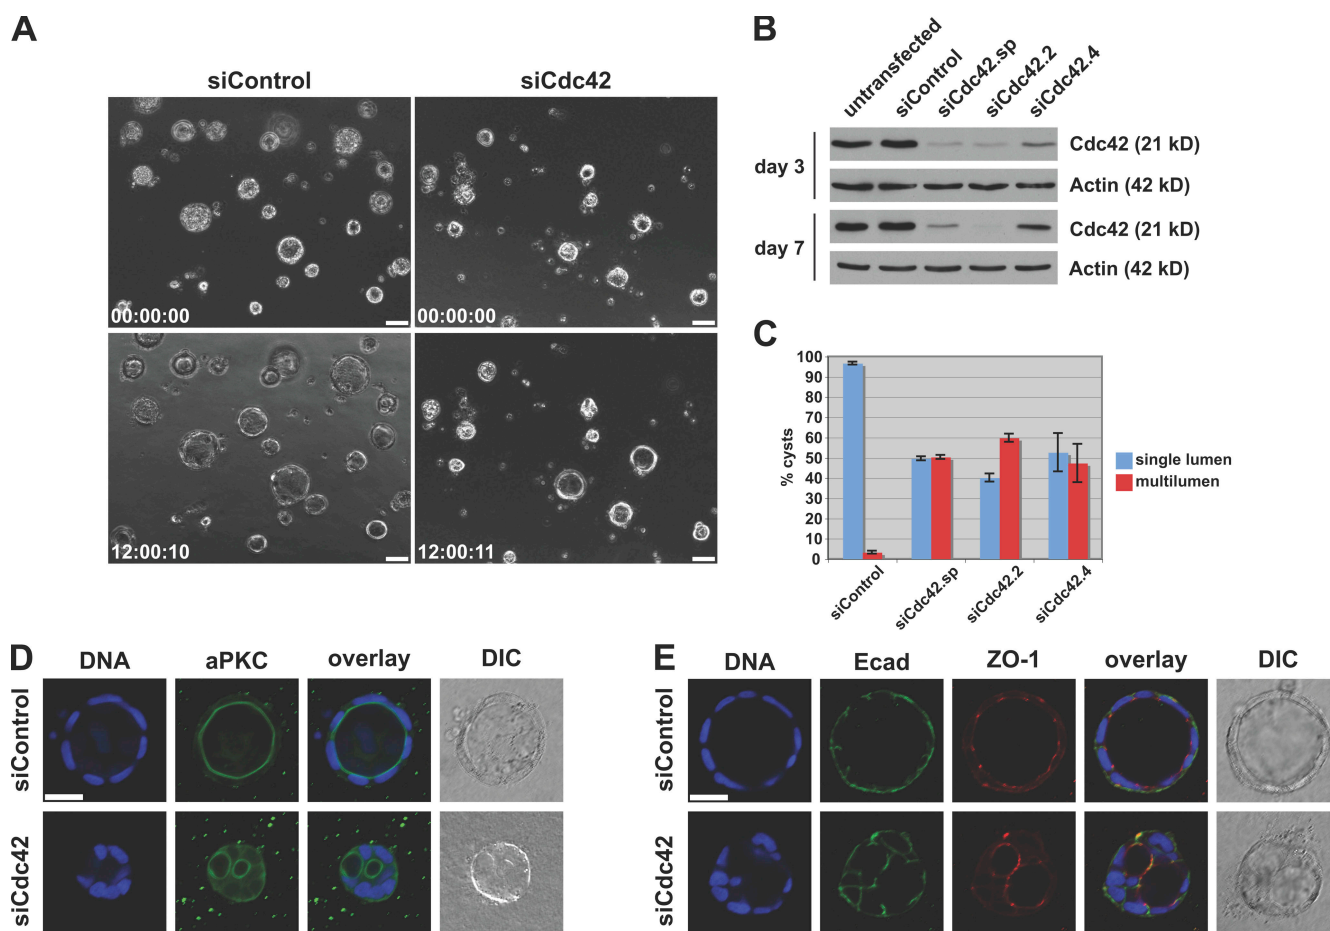 A
siControl
siCdc42
00:00:00
00:00:00
12:00:10
12:00:11
B
untransfected
siControl
siCdc42.sp
siCdc42.2
siCdc42.4
day 3
Cdc42 (21 kD)
Actin (42 kD)
day 7
Cdc42 (21 kD)
Actin (42 kD)
C
% cysts
100
90
80
70
60
50
40
30
20
10
0
siControl
siCdc42.sp
siCdc42.2
siCdc42.4
single lumen
multilumen
D
DNA
aPKC
overlay
DIC
siControl
siCdc42
E
DNA
Ecad
ZO-1
overlay
DIC
siControl
siCdc42